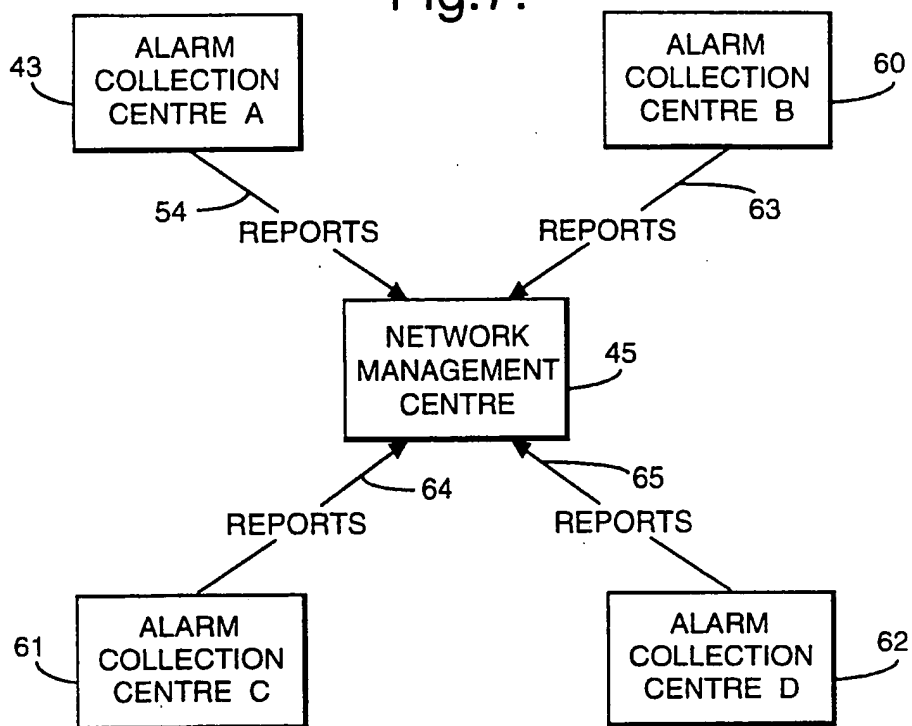 Fig.7.
43
ALARM
COLLECTION
CENTRE A
ALARM
COLLECTION
CENTRE B
60
54
REPORTS
REPORTS
63
NETWORK
MANAGEMENT
CENTRE
45
64
REPORTS
65
REPORTS
61
ALARM
COLLECTION
CENTRE C
ALARM
COLLECTION
CENTRE D
62